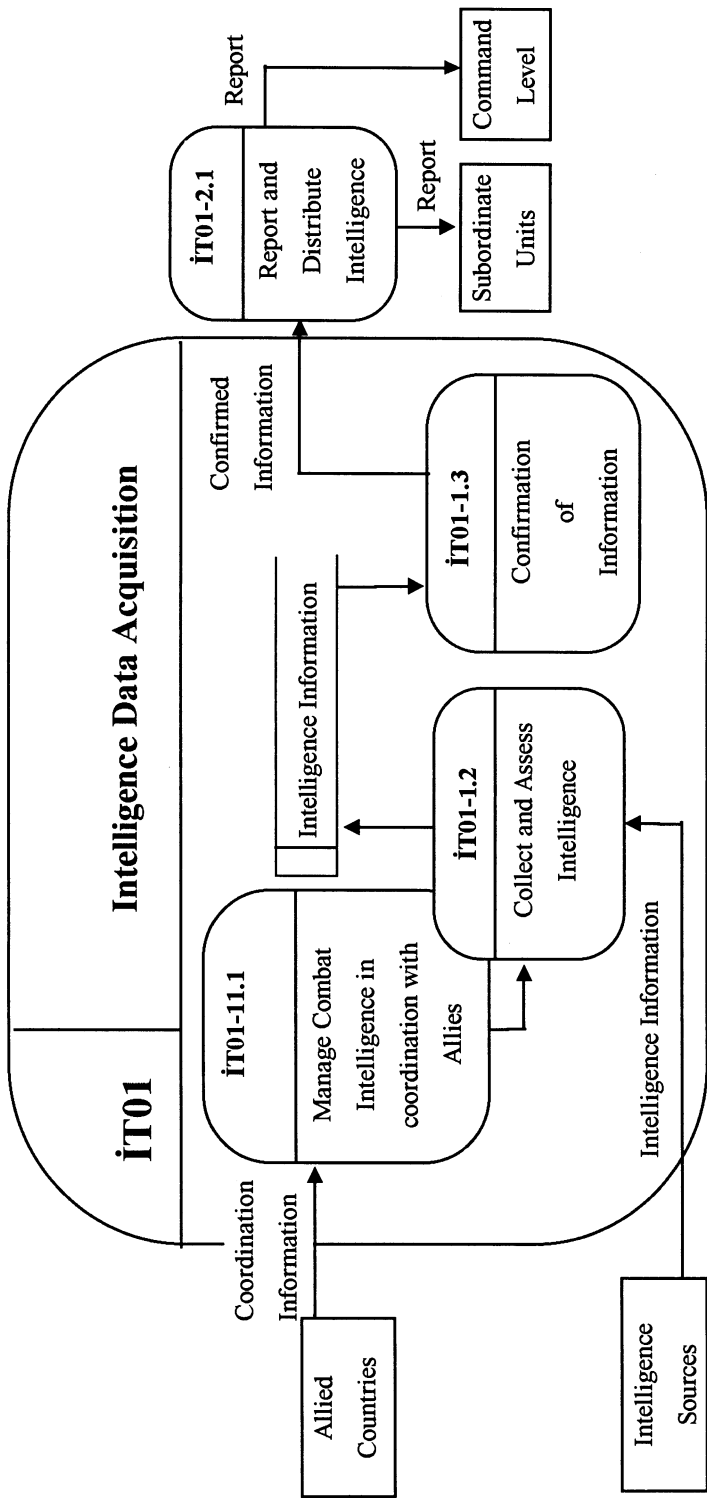 İT01
Intelligence Data Acquisition
Allied
Countries
Coordination
Information
İT01-11.1
Manage Combat
Intelligence in
coordination with
Allies
Intelligence Information
İT01-1.2
Collect and Assess
Intelligence
Intelligence
Sources
Intelligence Information
İT01-1.3
Confirmation
of
Information
Confirmed
Information
İT01-2.1
Report and
Distribute
Intelligence
Report
Report
Subordinate
Units
Command
Level